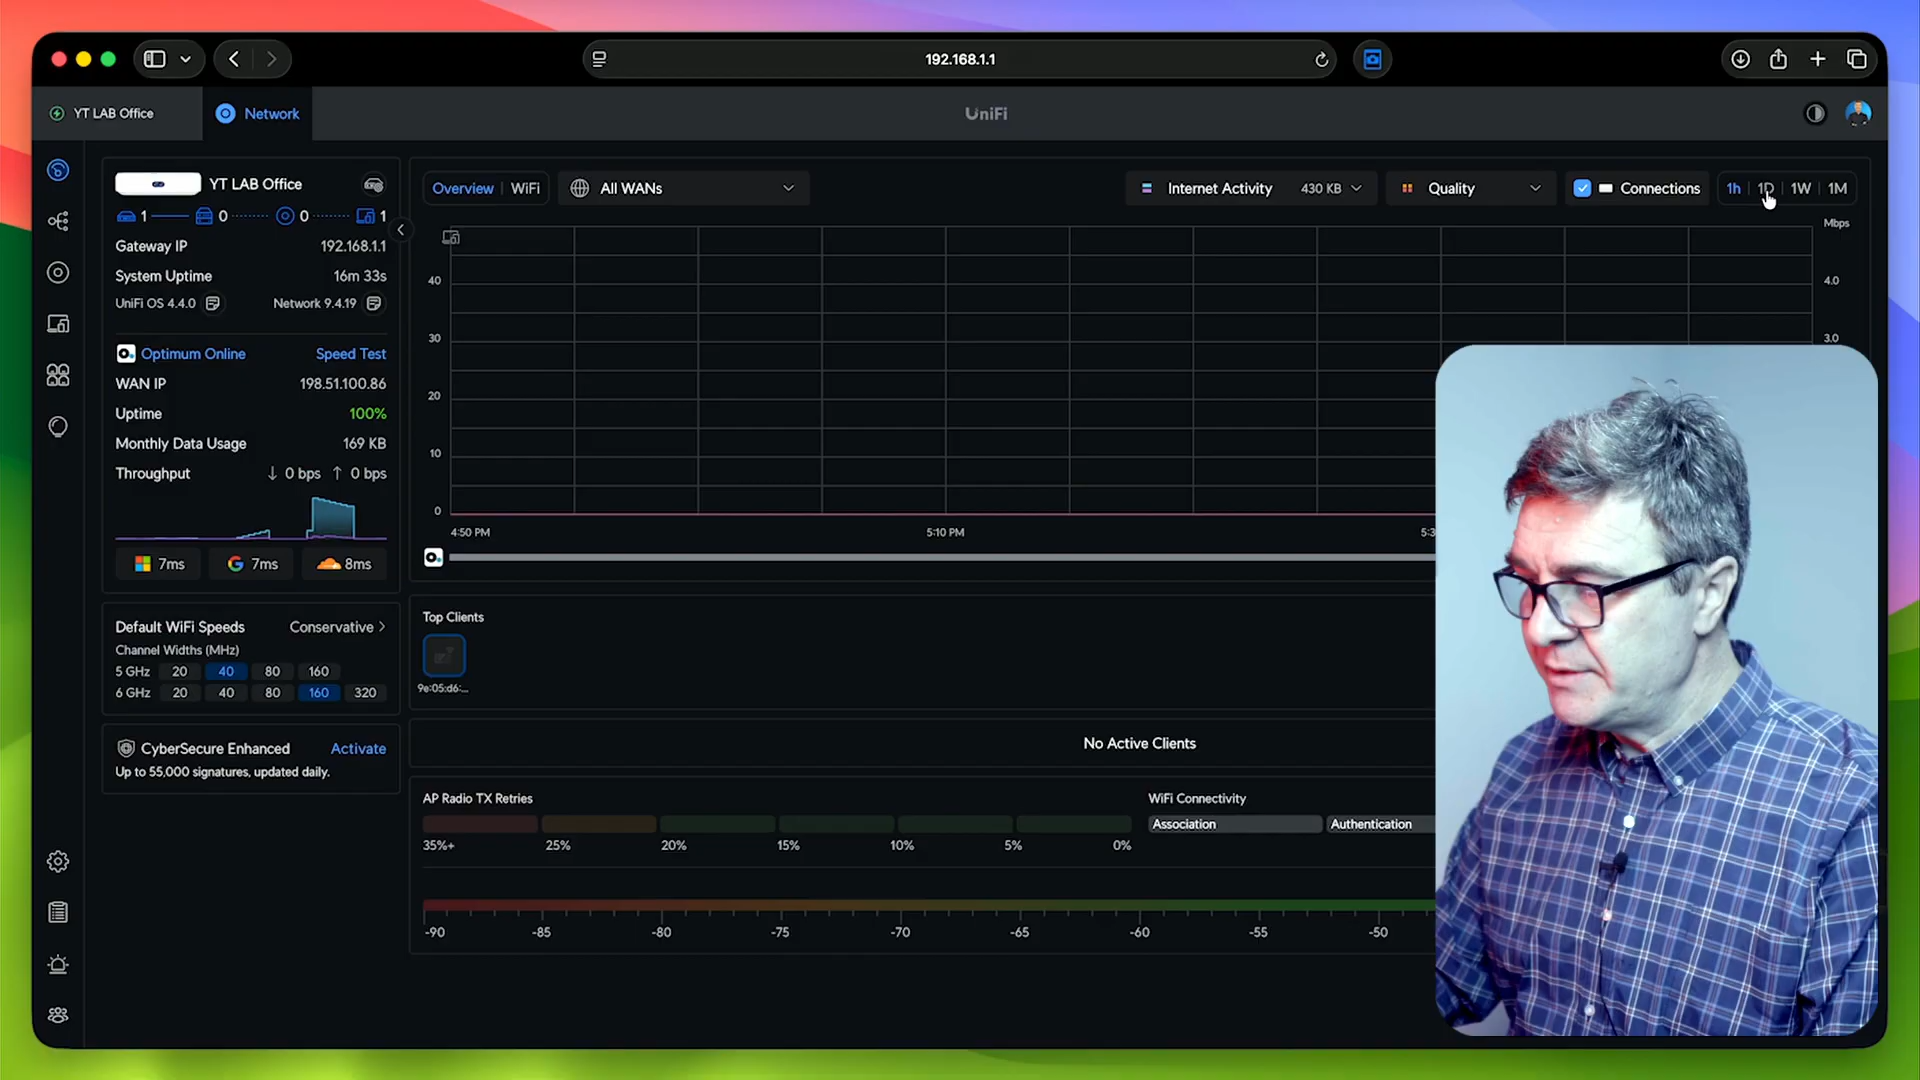 192.168.1.1
YT LAB Office
Network
UniFi
YT LAB Office
1 0 0 1
Gateway IP 192.168.1.1
System Uptime 16m 33s
UniFi OS 4.4.0 Network 9.4.19
Optimum Online Speed Test
WAN IP 198.51.100.86
Uptime 100%
Monthly Data Usage 169 KB
Throughput ↓ 0 bps ↑ 0 bps
7ms G 7ms 8ms
Default WiFi Speeds Conservative >
Channel Widths (MHz)
5 GHz 20 40 80 160
6 GHz 20 40 80 160 320
CyberSecure Enhanced Activate
Up to 55,000 signatures, updated daily.
Overview | WiFi All WANs Internet Activity 430 KB Quality Connections 1h | 1D | 1W | 1M
Mbps
40 4.0
30 3.0
20
10
0
4:50 PM 5:10 PM
Top Clients
9e:05:d6:...
No Active Clients
AP Radio TX Retries
35%+ 25% 20% 15% 10% 5% 0%
WiFi Connectivity
Association Authentication
-90 -85 -80 -75 -70 -65 -60 -55 -50